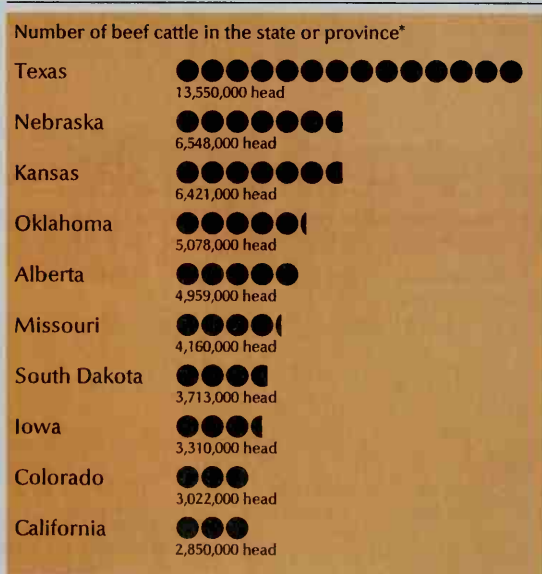 Number of beef cattle in the state or province*
Texas
13,550,000 head
Nebraska
6,548,000 head
Kansas
6,421,000 head
Oklahoma
5,078,000 head
Alberta
4,959,000 head
Missouri
4,160,000 head
South Dakota
3,713,000 head
Iowa
3,310,000 head
Colorado
3,022,000 head
California
2,850,000 head